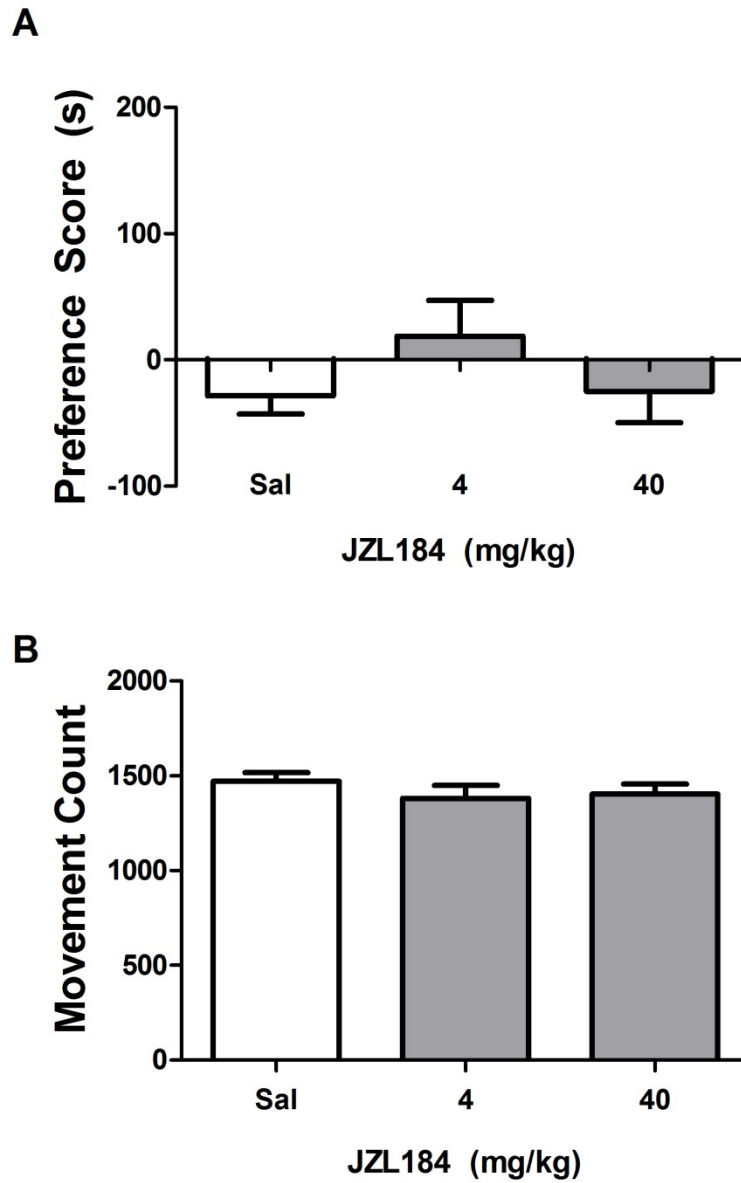 A
Preference Score (s)
200
100
0
-100
Sal 4 40
JZL184 (mg/kg)
B
Movement Count
2000
1500
1000
500
0
Sal 4 40
JZL184 (mg/kg)